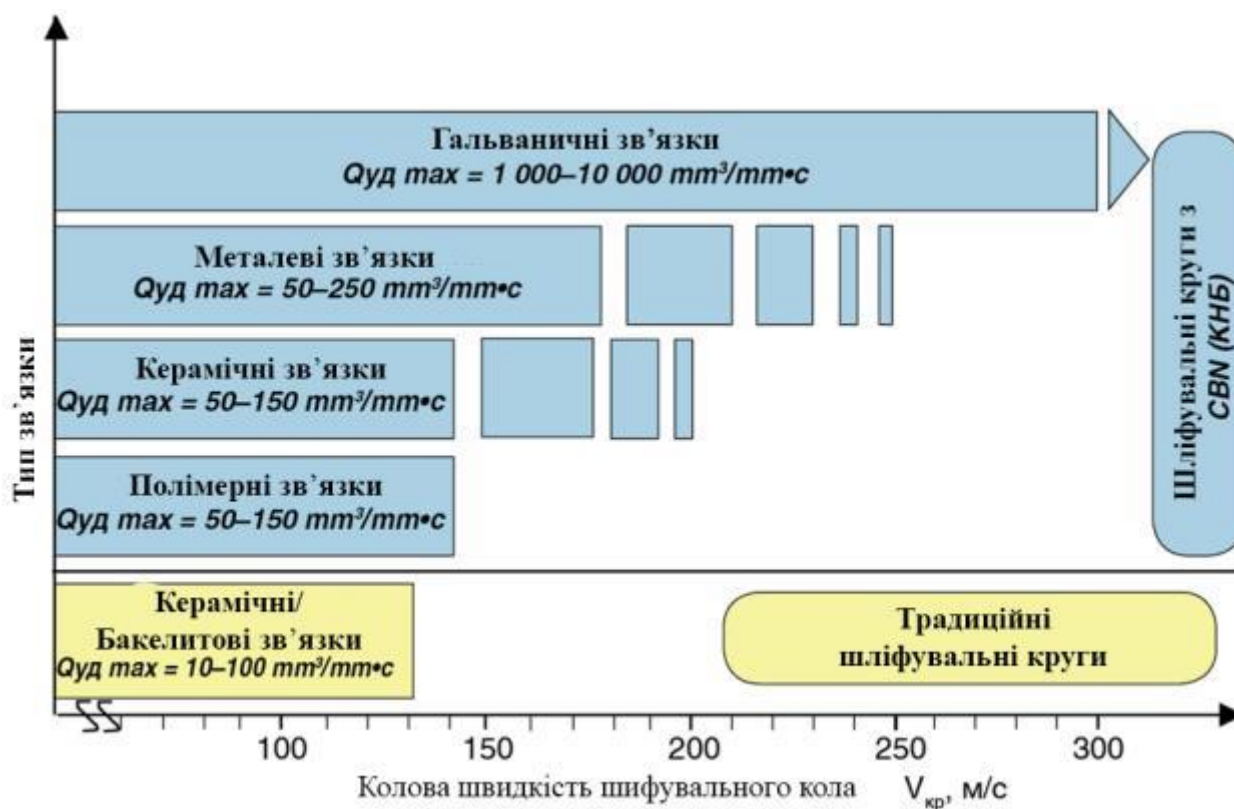 Гальваничні зв’язки
Qуд max = 1 000–10 000 mm³/mm•c
Металеві зв’язки
Qуд max = 50–250 mm³/mm•c
Керамічні зв’язки
Qуд max = 50–150 mm³/mm•c
Полімерні зв’язки
Qуд max = 50–150 mm³/mm•c
Керамічні/
Бакелитові зв’язки
Qуд max = 10–100 mm³/mm•c
Традиційні
шліфувальні круги
Шліфувальні круги з
CBN (КНБ)
Тип зв’язки
100 150 200 250 300
Колова швидкість шифувального кола Vкр, м/с